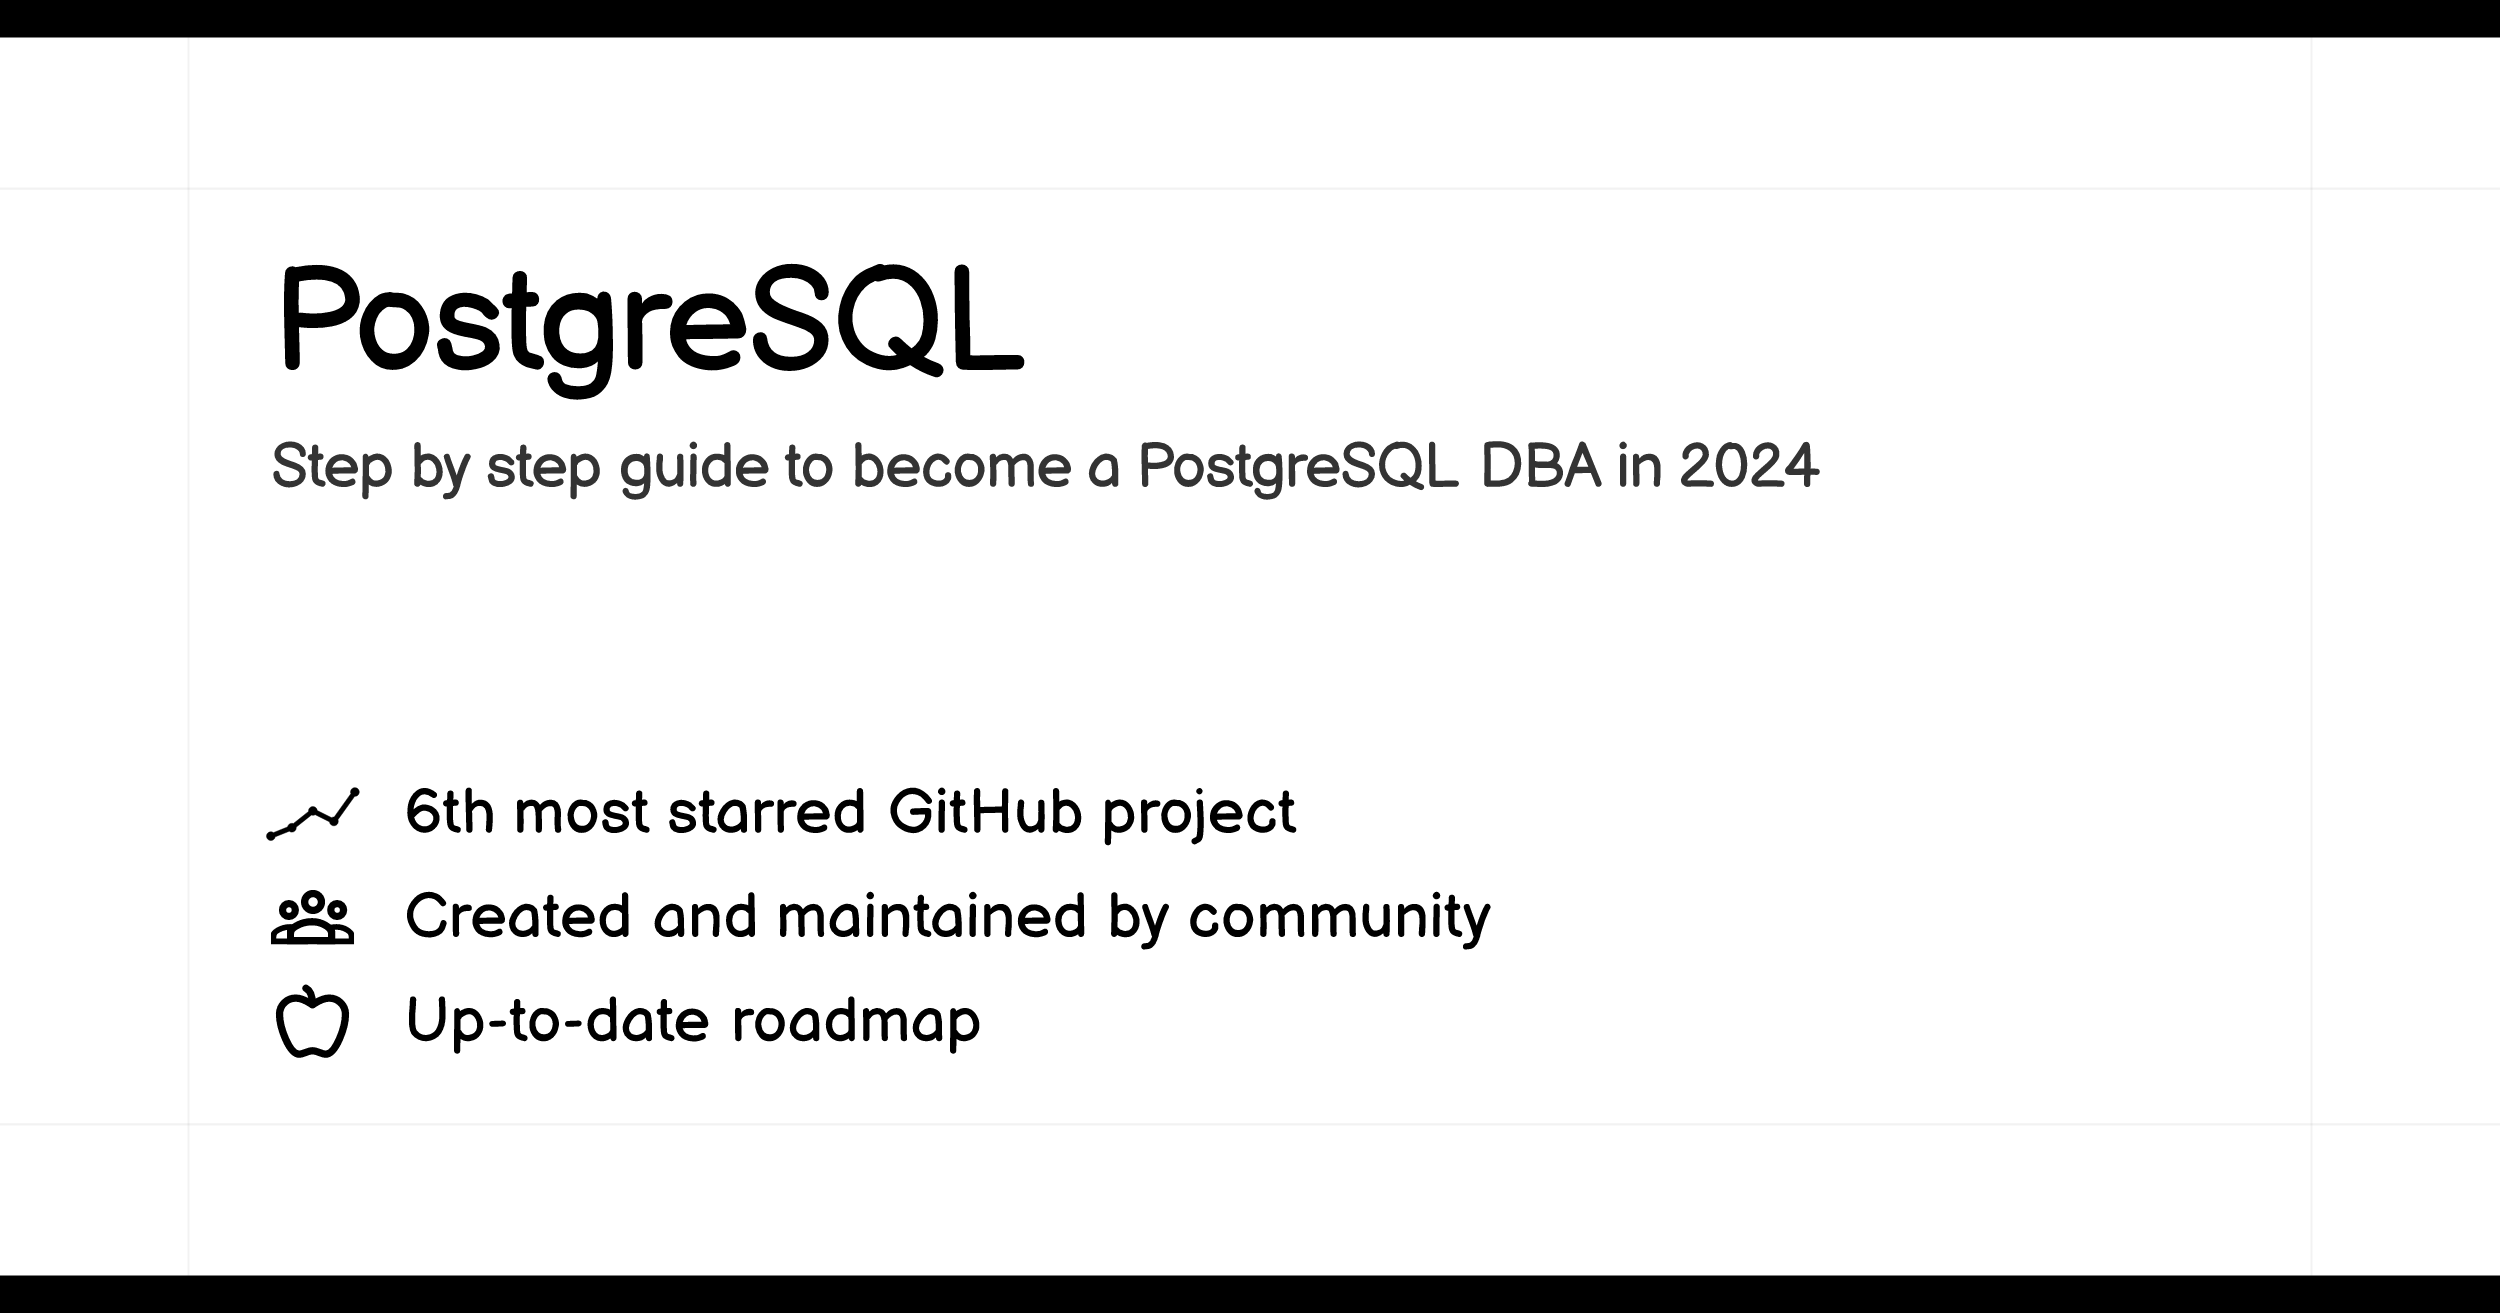 PostgreSQL
Step by step guide to become a PostgreSQL DBA in 2024
6th most starred GitHub project
Created and maintained by community
Up-to-date roadmap